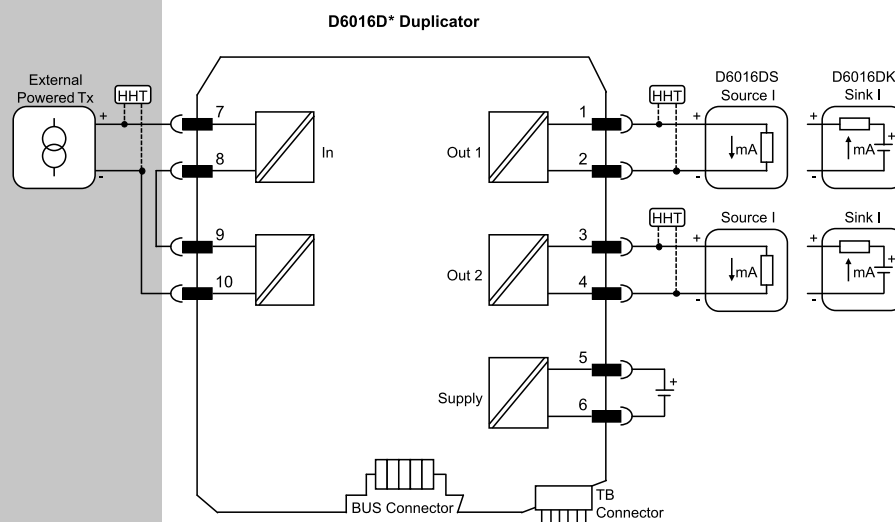 D6016D* Duplicator
External
Powered Tx
+
-
HHT
7
8
In
9
10
1
2
Out 1
HHT
+
-
D6016DS
Source I
mA
D6016DK
Sink I
+
-
mA
+
3
4
Out 2
HHT
+
-
Source I
mA
Sink I
+
-
mA
+
5
6
Supply
+
BUS Connector
TB
Connector